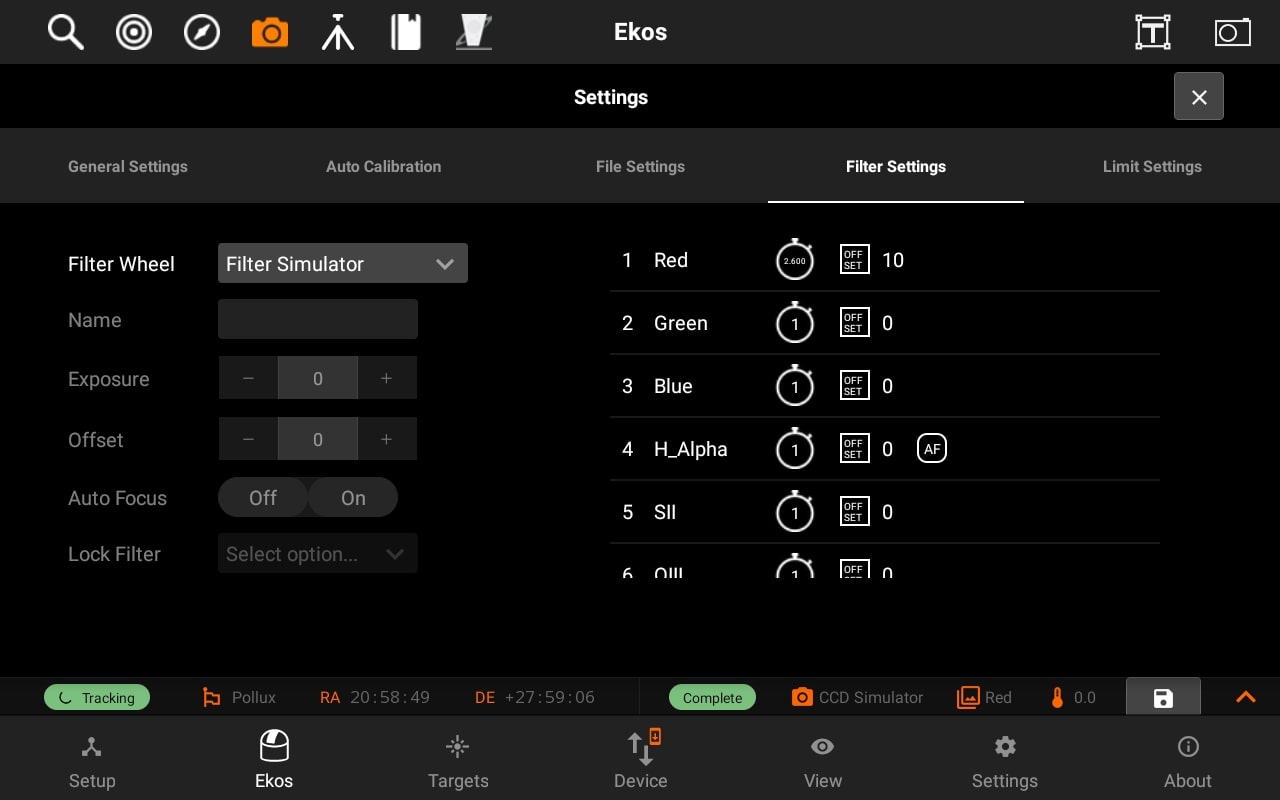 Ekos
T
Settings
General Settings
Auto Calibration
File Settings
Filter Settings
Limit Settings
Filter Wheel
Filter Simulator
Name
Exposure
− 0 +
Offset
− 0 +
Auto Focus
Off On
Lock Filter
Select option...
1 Red 2.600 OFF SET 10
2 Green 1 OFF SET 0
3 Blue 1 OFF SET 0
4 H_Alpha 1 OFF SET 0 AF
5 SII 1 OFF SET 0
6 OIII 1 OFF SET 0
Tracking
Pollux
RA 20:58:49
DE +27:59:06
Complete
CCD Simulator
Red
0.0
Setup
Ekos
Targets
Device
View
Settings
About